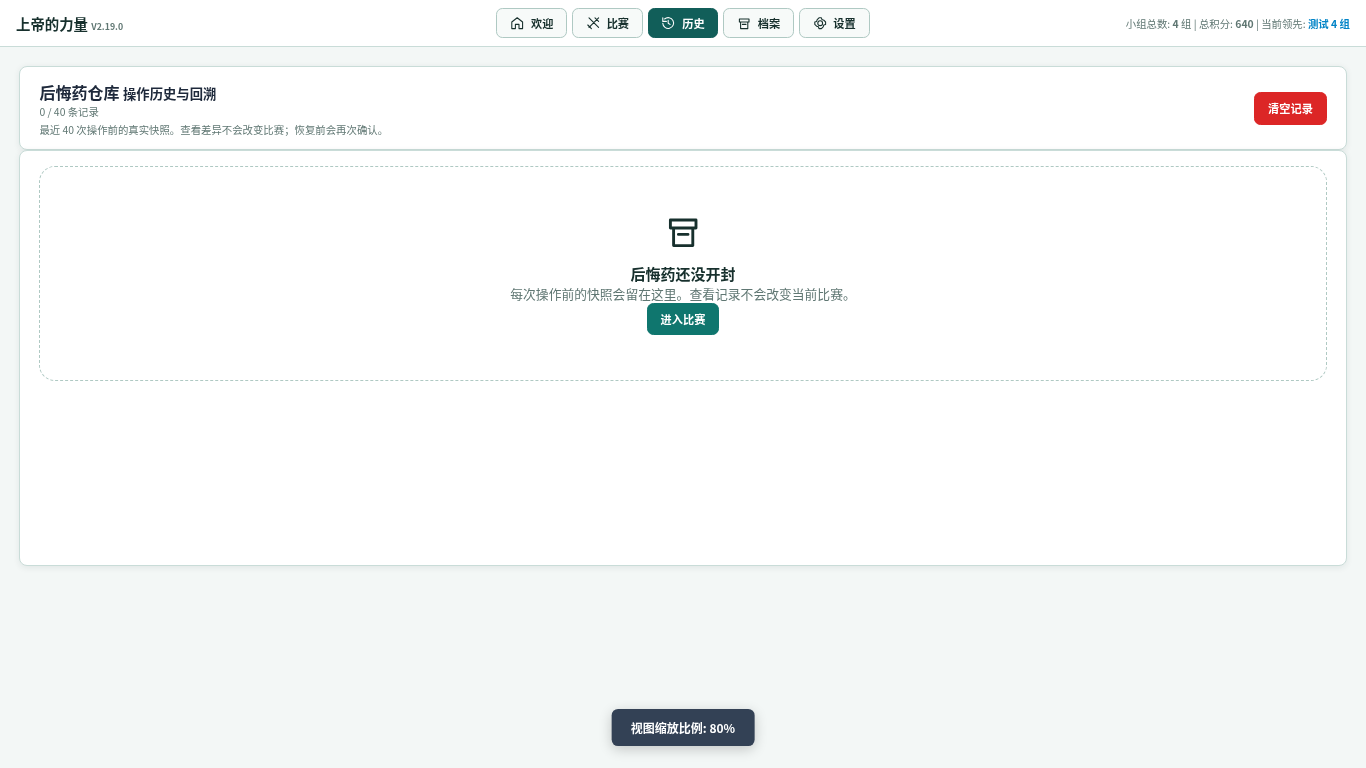 上帝的力量 V2.19.0
欢迎
比赛
历史
档案
设置
小组总数: 4 组 | 总积分: 640 | 当前领先: 测试 4 组
后悔药仓库 操作历史与回溯
0 / 40 条记录
最近 40 次操作前的真实快照。查看差异不会改变比赛；恢复前会再次确认。
清空记录
后悔药还没开封
每次操作前的快照会留在这里。查看记录不会改变当前比赛。
进入比赛
视图缩放比例: 80%